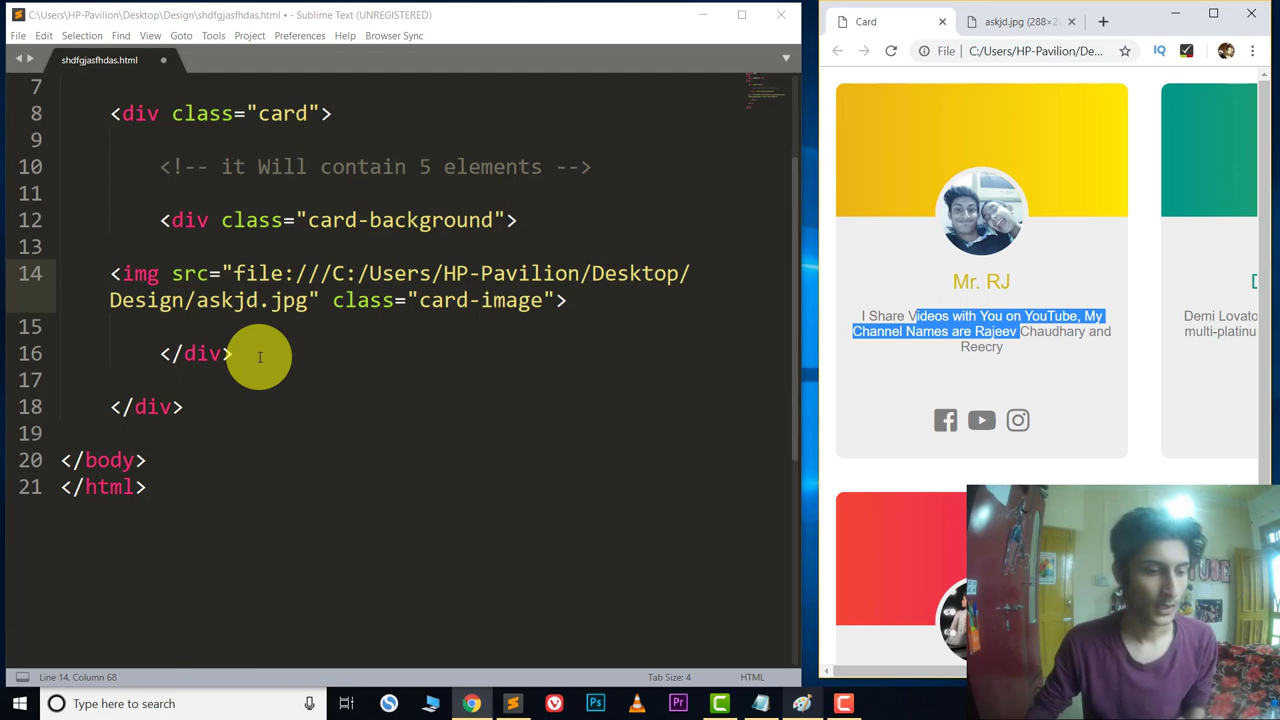 C:\Users\HP-Pavilion\Desktop\Design\shdfgjasfhdas.html • - Sublime Text (UNREGISTERED)
File Edit Selection Find View Goto Tools Project Preferences Help Browser Sync
shdfgjasfhdas.html
7
8 <div class="card">
9
10 <!-- it Will contain 5 elements -->
11
12 <div class="card-background">
13
14 <img src="file:///C:/Users/HP-Pavilion/Desktop/
Design/askjd.jpg" class="card-image">
15
16 </div>
17
18 </div>
19
20 </body>
21 </html>
Line 14, Column 68
Tab Size: 4
HTML
Card
askjd.jpg (288×20
File C:/Users/HP-Pavilion/De...
IQ
Mr. RJ
I Share Videos with You on YouTube, My
Channel Names are Rajeev Chaudhary and
Reecry
Demi Lovato
multi-platinu
Type here to search
Ps
Pr